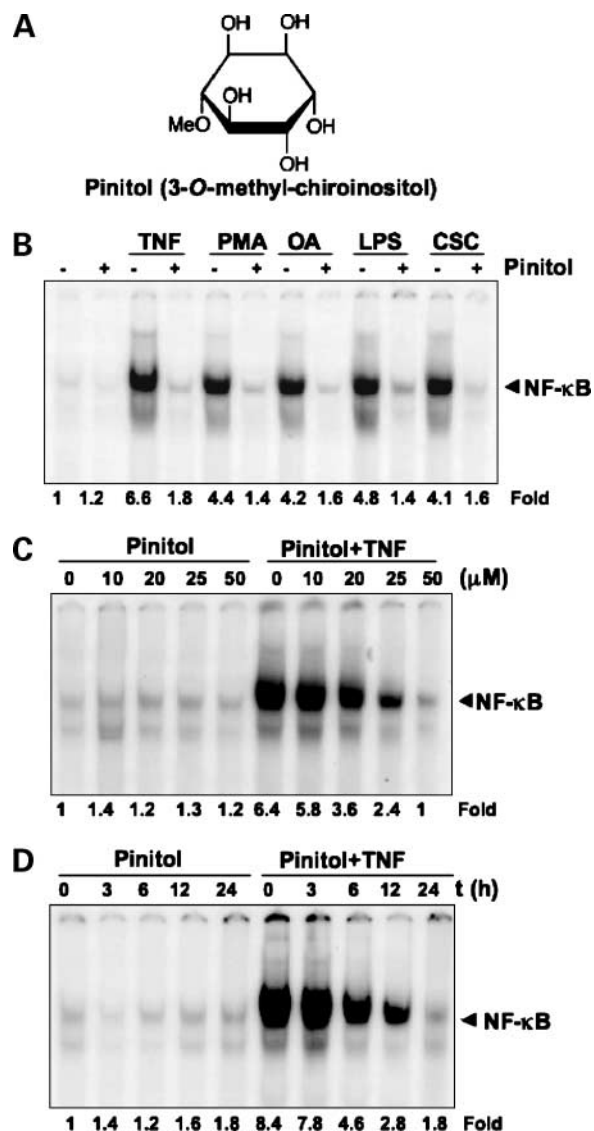 A
OH OH
OH
MeO OH
OH
Pinitol (3-O-methyl-chiroinositol)
B
TNF PMA OA LPS CSC
- + - + - + - + - + - + Pinitol
NF-κB
1 1.2 6.6 1.8 4.4 1.4 4.2 1.6 4.8 1.4 4.1 1.6 Fold
C
Pinitol Pinitol+TNF
0 10 20 25 50 0 10 20 25 50 (μM)
NF-κB
1 1.4 1.2 1.3 1.2 6.4 5.8 3.6 2.4 1 Fold
D
Pinitol Pinitol+TNF
0 3 6 12 24 0 3 6 12 24 t (h)
NF-κB
1 1.4 1.2 1.6 1.8 8.4 7.8 4.6 2.8 1.8 Fold